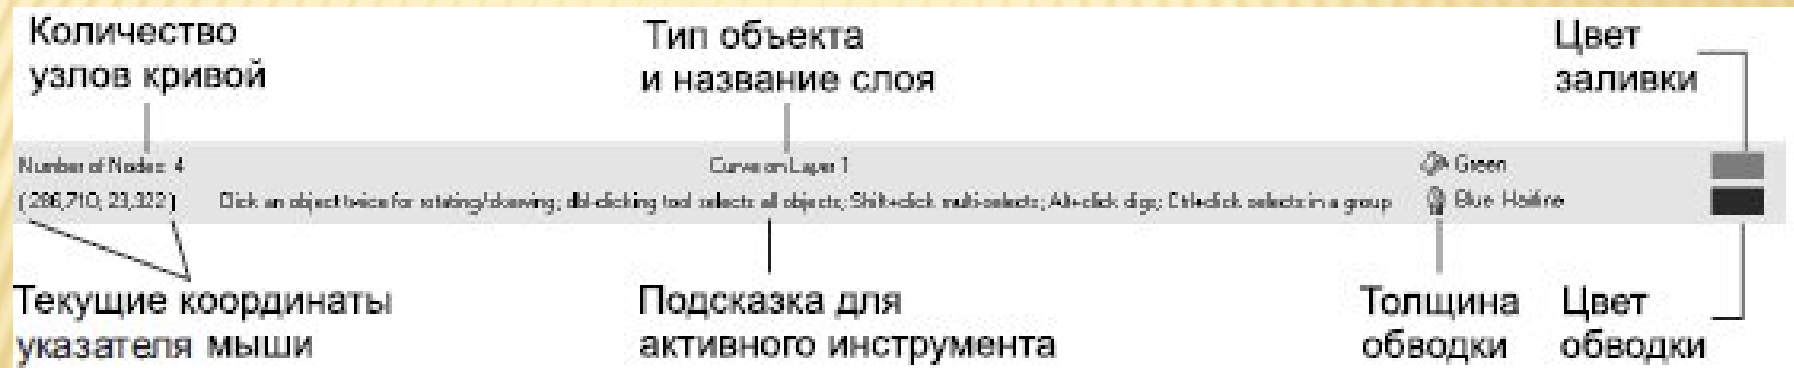 Количество
узлов кривой
Тип объекта
и название слоя
Цвет
заливки
Number of Nodes: 4
Curve on Layer 1
Green
( 286,710; 23,322 )
Click an object twice for rotating/skewing; dbl-clicking tool selects all objects; Shift+click multi-selects; Alt+click digs; Ctrl+click selects in a group
Blue Hairline
Текущие координаты
указателя мыши
Подсказка для
активного инструмента
Толщина
обводки
Цвет
обводки